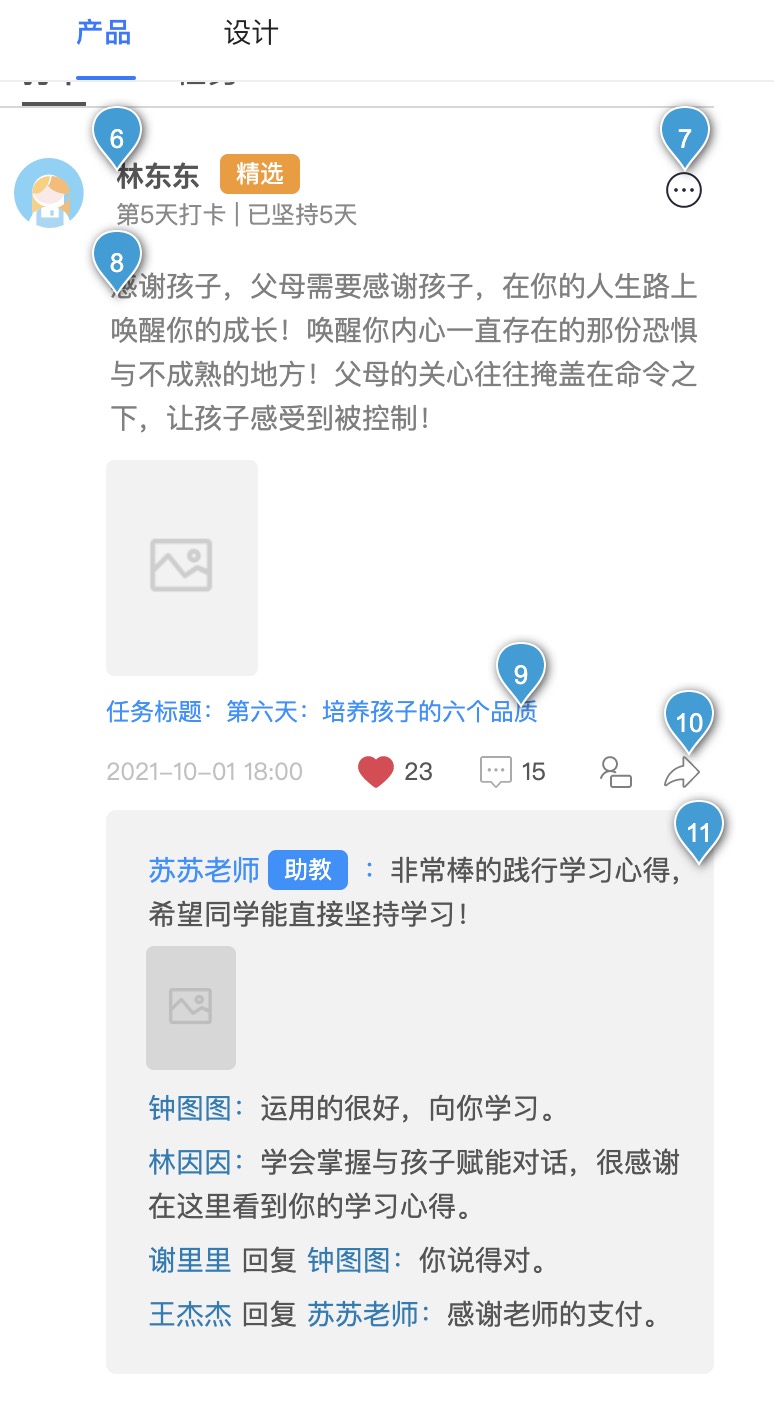 产品 设计
6 7
林东东 精选
第5天打卡 | 已坚持5天
8
感谢孩子，父母需要感谢孩子，在你的人生路上
唤醒你的成长！唤醒你内心一直存在的那份恐惧
与不成熟的地方！父母的关心往往掩盖在命令之
下，让孩子感受到被控制！
9
任务标题：第六天：培养孩子的六个品质
10
2021-10-01 18:00 23 15
11
苏苏老师 助教 ：非常棒的践行学习心得，
希望同学能直接坚持学习！
钟图图：运用的很好，向你学习。
林因因：学会掌握与孩子赋能对话，很感谢
在这里看到你的学习心得。
谢里里 回复 钟图图：你说得对。
王杰杰 回复 苏苏老师：感谢老师的支付。